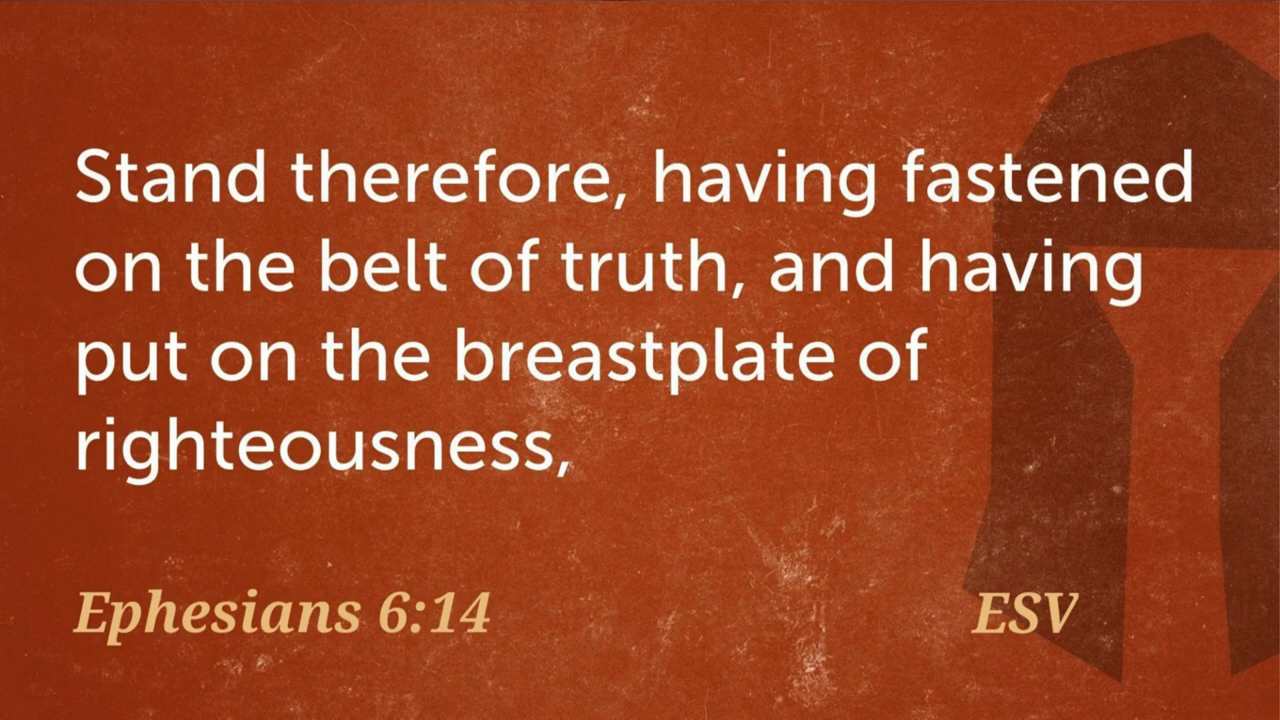 Stand therefore, having fastened
on the belt of truth, and having
put on the breastplate of
righteousness,
Ephesians 6:14 ESV